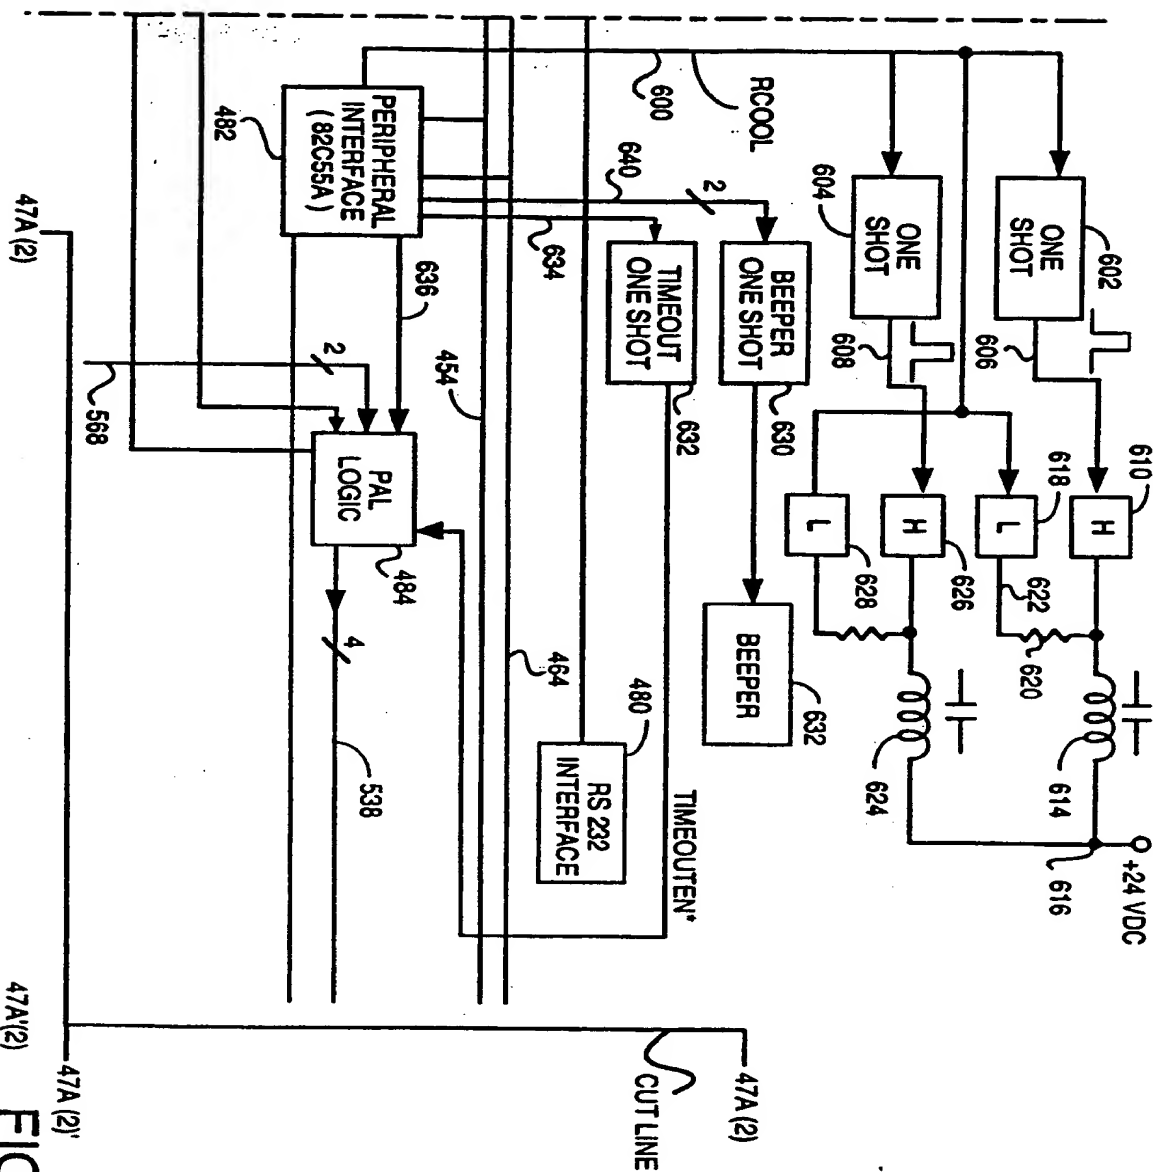 +24 VDC
616
614
610
H
606
602
ONE
SHOT
620
622
618
L
624
626
H
608
604
ONE
SHOT
628
L
RCOOL
600
632
BEEPER
630
BEEPER
ONE SHOT
2
640
TIMEOUTEN*
632
TIMEOUT
ONE SHOT
634
480
RS 232
INTERFACE
464
454
636
PERIPHERAL
INTERFACE
(82C55A)
482
538
4
484
PAL
LOGIC
2
568
47A (2)
CUT LINE
47A (2)
47A (2)'
47A'(2)
FIG